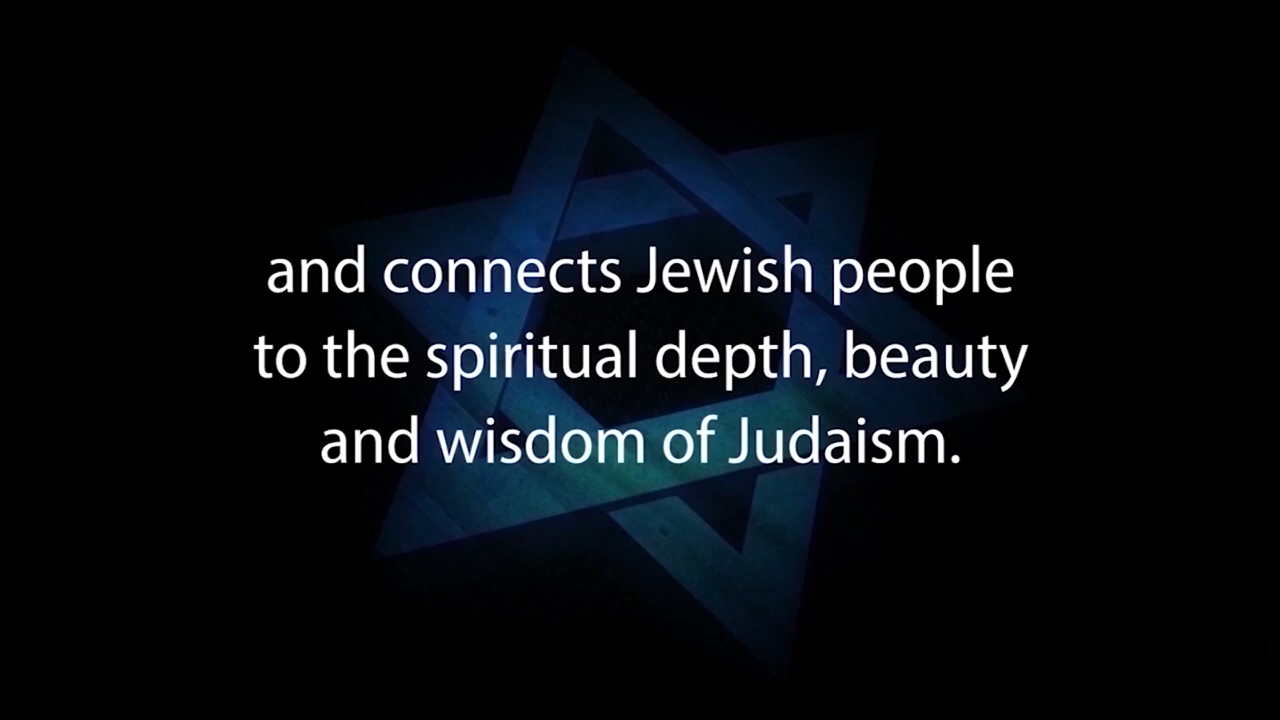 and connects Jewish people
to the spiritual depth, beauty
and wisdom of Judaism.